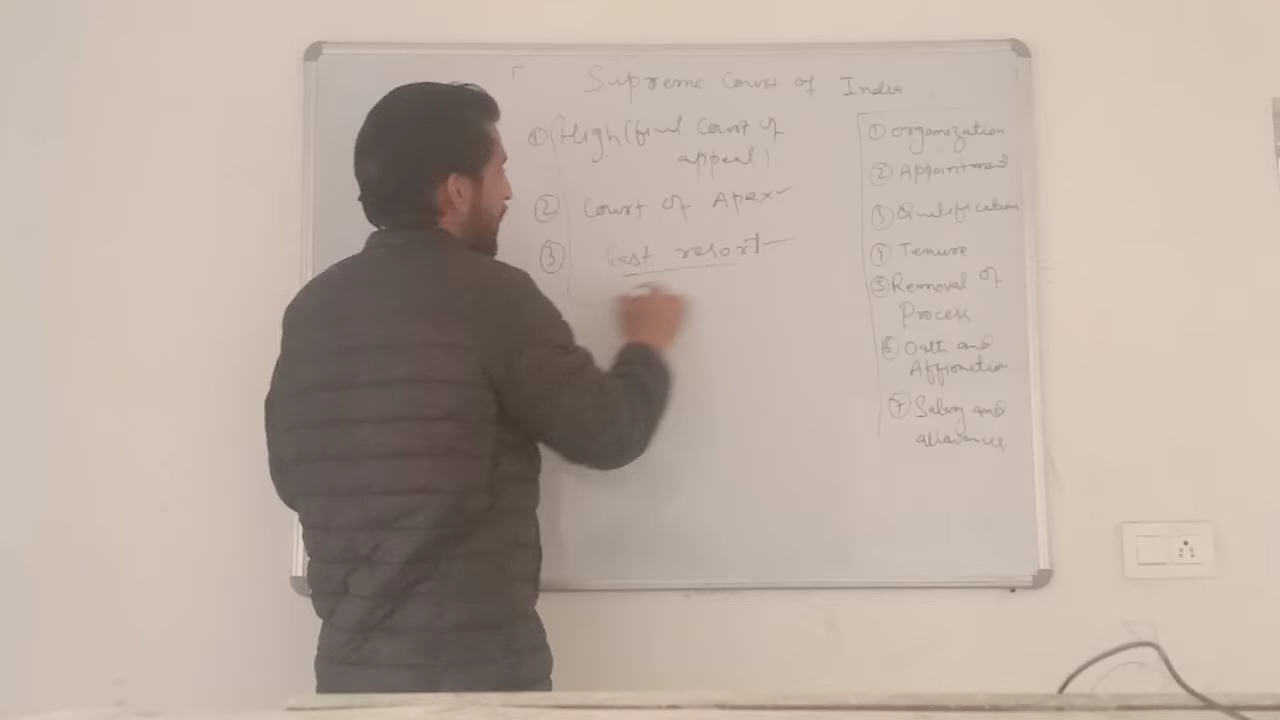 Supreme Court of India
① High (final Court of
appeal)
② Court of Apex
③ last resort
① Organization
② Appointment
③ Qualification
④ Tenure
⑤ Removal of
Process
⑥ Oath and
Affirmation
⑦ Salary and
allowances